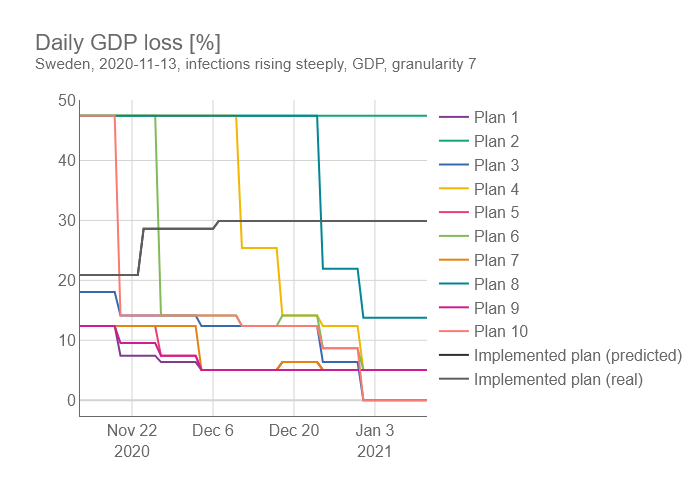 Daily GDP loss [%]
Sweden, 2020-11-13, infections rising steeply, GDP, granularity 7
50
40
30
20
10
0
Nov 22
2020
Dec 6
Dec 20
Jan 3
2021
Plan 1
Plan 2
Plan 3
Plan 4
Plan 5
Plan 6
Plan 7
Plan 8
Plan 9
Plan 10
Implemented plan (predicted)
Implemented plan (real)